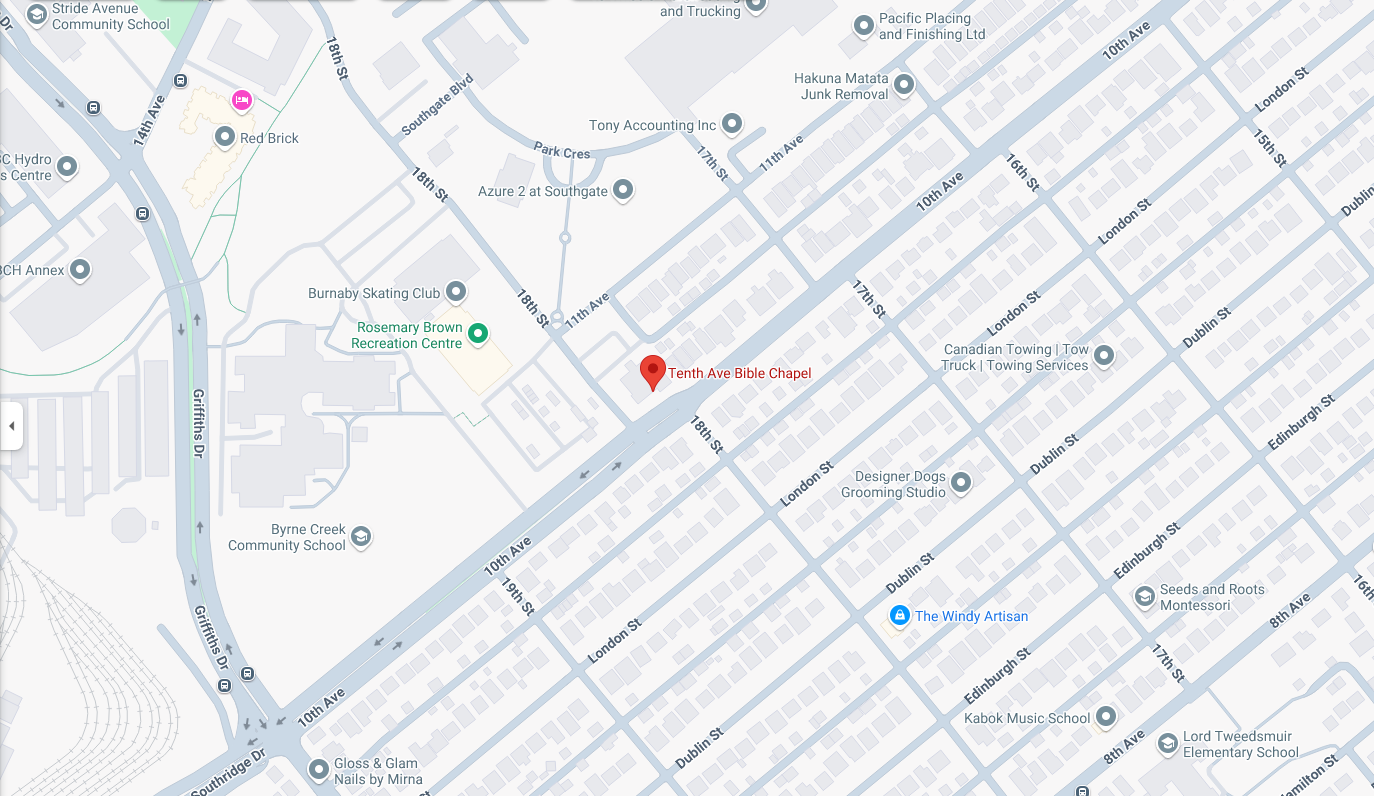 Stride Avenue
Community School
and Trucking
Pacific Placing
and Finishing Ltd
10th Ave
18th St
14th Ave
Southgate Blvd
Hakuna Matata
Junk Removal
London St
Red Brick
Tony Accounting Inc
Park Cres
17th St
11th Ave
15th St
16th St
BC Hydro
s Centre
18th St
Azure 2 at Southgate
10th Ave
London St
Dublin St
BCH Annex
Burnaby Skating Club
18th St
11th Ave
17th St
London St
Dublin St
Rosemary Brown
Recreation Centre
Canadian Towing | Tow
Truck | Towing Services
Tenth Ave Bible Chapel
Griffiths Dr
18th St
Edinburgh St
Dublin St
London St
Designer Dogs
Grooming Studio
Byrne Creek
Community School
10th Ave
Edinburgh St
Dublin St
19th St
Seeds and Roots
Montessori
8th Ave
16th
The Windy Artisan
Griffiths Dr
London St
Edinburgh St
17th St
10th Ave
Kabok Music School
Lord Tweedsmuir
Elementary School
8th Ave
Dublin St
Southridge Dr
Gloss & Glam
Nails by Mirna
Hamilton St